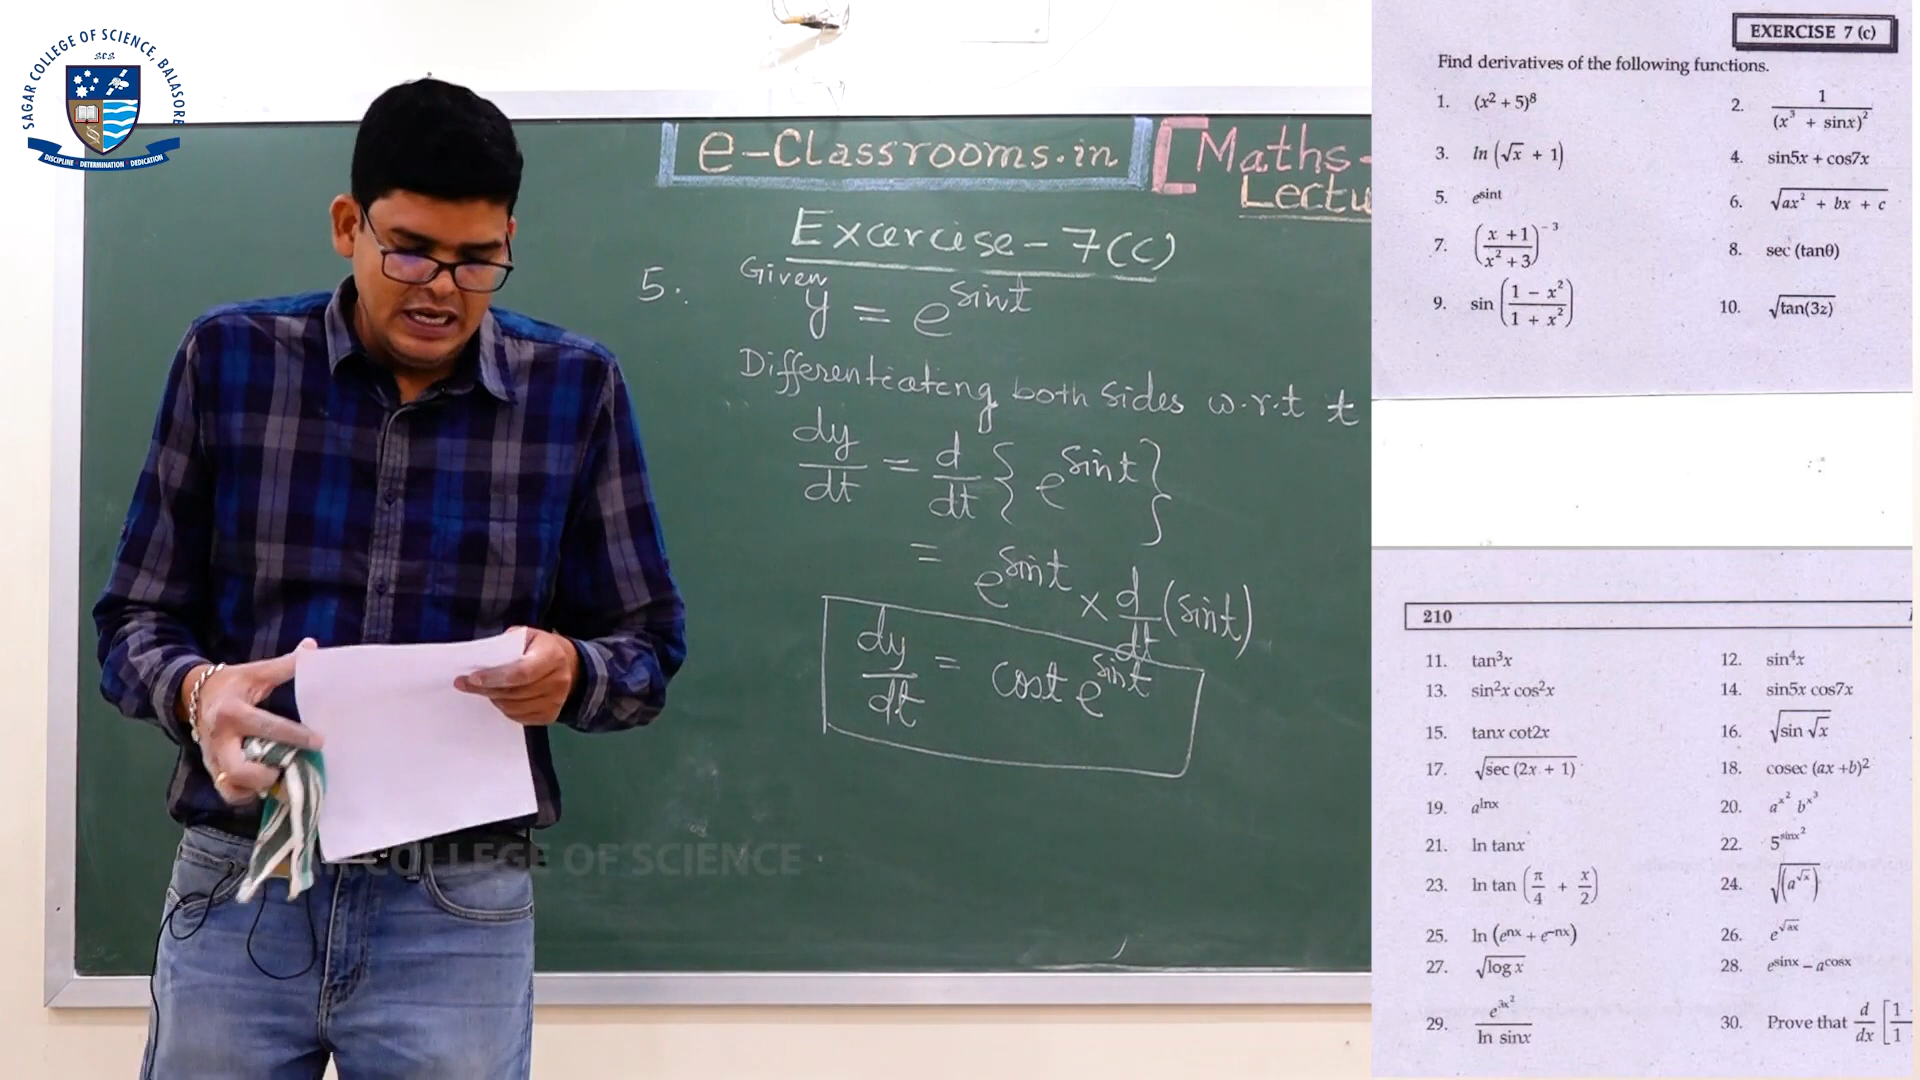 SAGAR COLLEGE OF SCIENCE, BALASORE
S.C.S
DISCIPLINE · DETERMINATION · DEDICATION
e-Classrooms.in
Maths-
Lectu
Excercise-7(C)
5. Given
y = e^sint
Differentiating both sides w.r.t t
dy/dt = d/dt { e^sint }
= e^sint × d/dt (sint)
dy/dt = cost e^sint
COLLEGE OF SCIENCE
EXERCISE 7 (c)
Find derivatives of the following functions.
1. (x² + 5)⁸
2. 1/(x³ + sinx)²
3. ln (√x + 1)
4. sin5x + cos7x
5. e^sint
6. √(ax² + bx + c)
7. ((x + 1)/(x² + 3))^-3
8. sec (tanθ)
9. sin ((1 − x²)/(1 + x²))
10. √tan(3z)
210
11. tan³x
12. sin⁴x
13. sin²x cos²x
14. sin5x cos7x
15. tanx cot2x
16. √(sin √x)
17. √(sec (2x + 1))
18. cosec (ax +b)²
19. a^lnx
20. a^x² b^x³
21. ln tanx
22. 5^sinx²
23. ln tan (π/4 + x/2)
24. √(a^√x)
25. ln (e^nx + e^–nx)
26. e^√ax
27. √log x
28. e^sinx – a^cosx
29. e^3x² / ln sinx
30. Prove that d/dx [1 1